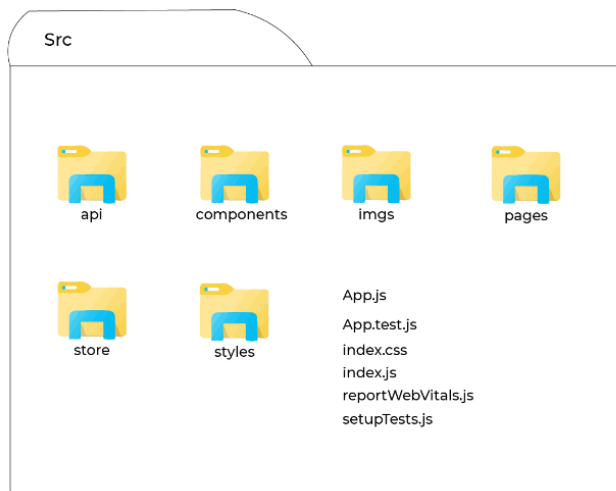 Src
api
components
imgs
pages
store
styles
App.js
App.test.js
index.css
index.js
reportWebVitals.js
setupTests.js